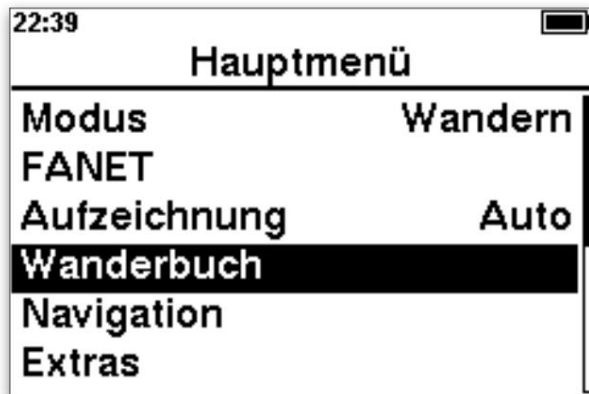 22:39
Hauptmenü
Modus Wandern
FANET
Aufzeichnung Auto
Wanderbuch
Navigation
Extras